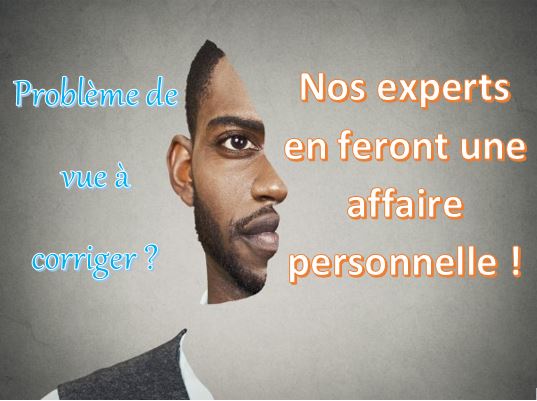 Problème de
vue à
corriger ?
Nos experts
en feront une
affaire
personnelle !